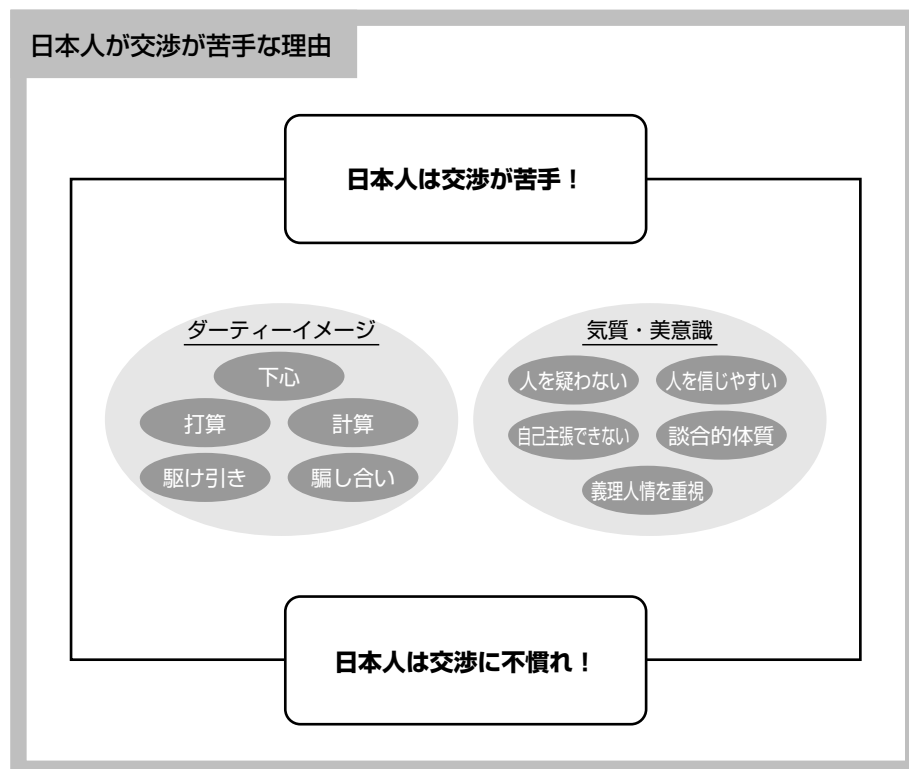 日本人が交渉が苦手な理由
日本人は交渉が苦手！
ダーティーイメージ
下心
打算
計算
駆け引き
騙し合い
気質・美意識
人を疑わない
人を信じやすい
自己主張できない
談合的体質
義理人情を重視
日本人は交渉に不慣れ！